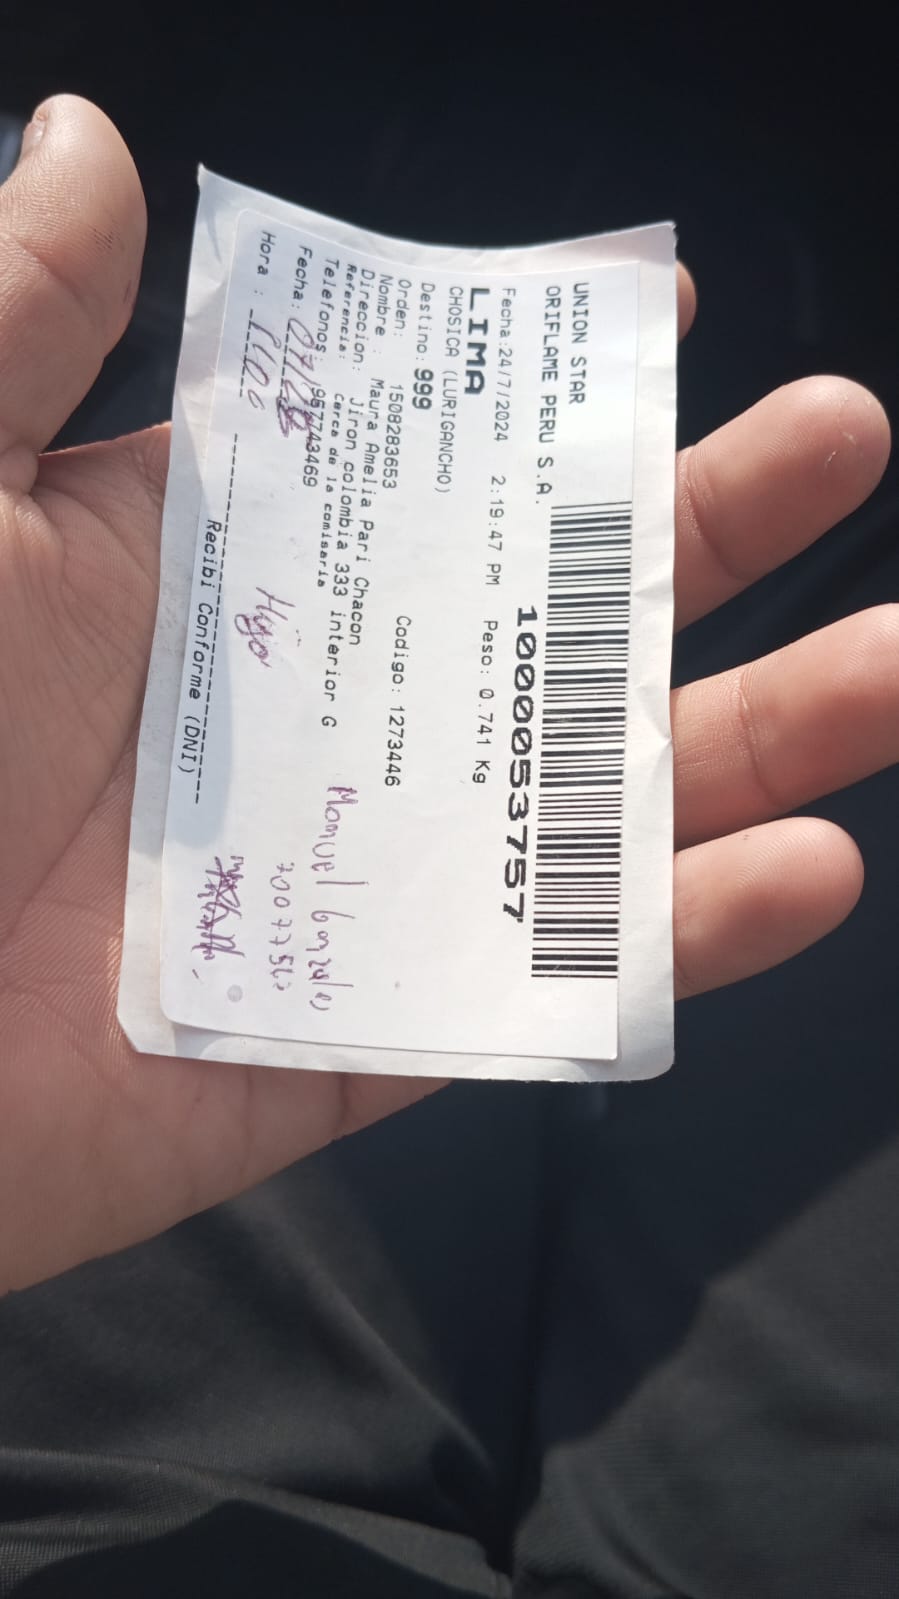 UNION STAR
ORIFLAME PERU S.A.
1000053757
Fecha:24/7/2024 2:19:47 PM Peso: 0.741 Kg
LIMA
CHOSICA (LURIGANCHO)
Destino:999
Orden: 1508283653 Codigo: 1273446
Nombre : Maura Amelia Pari Chacon
Direccion: Jiron colombia 333 interior G
Referencia: Cerca de la comisaria
Telefonos: 957743469
Manuel
Fecha:
Hora :
Hijo
Recibi Conforme (DNI)